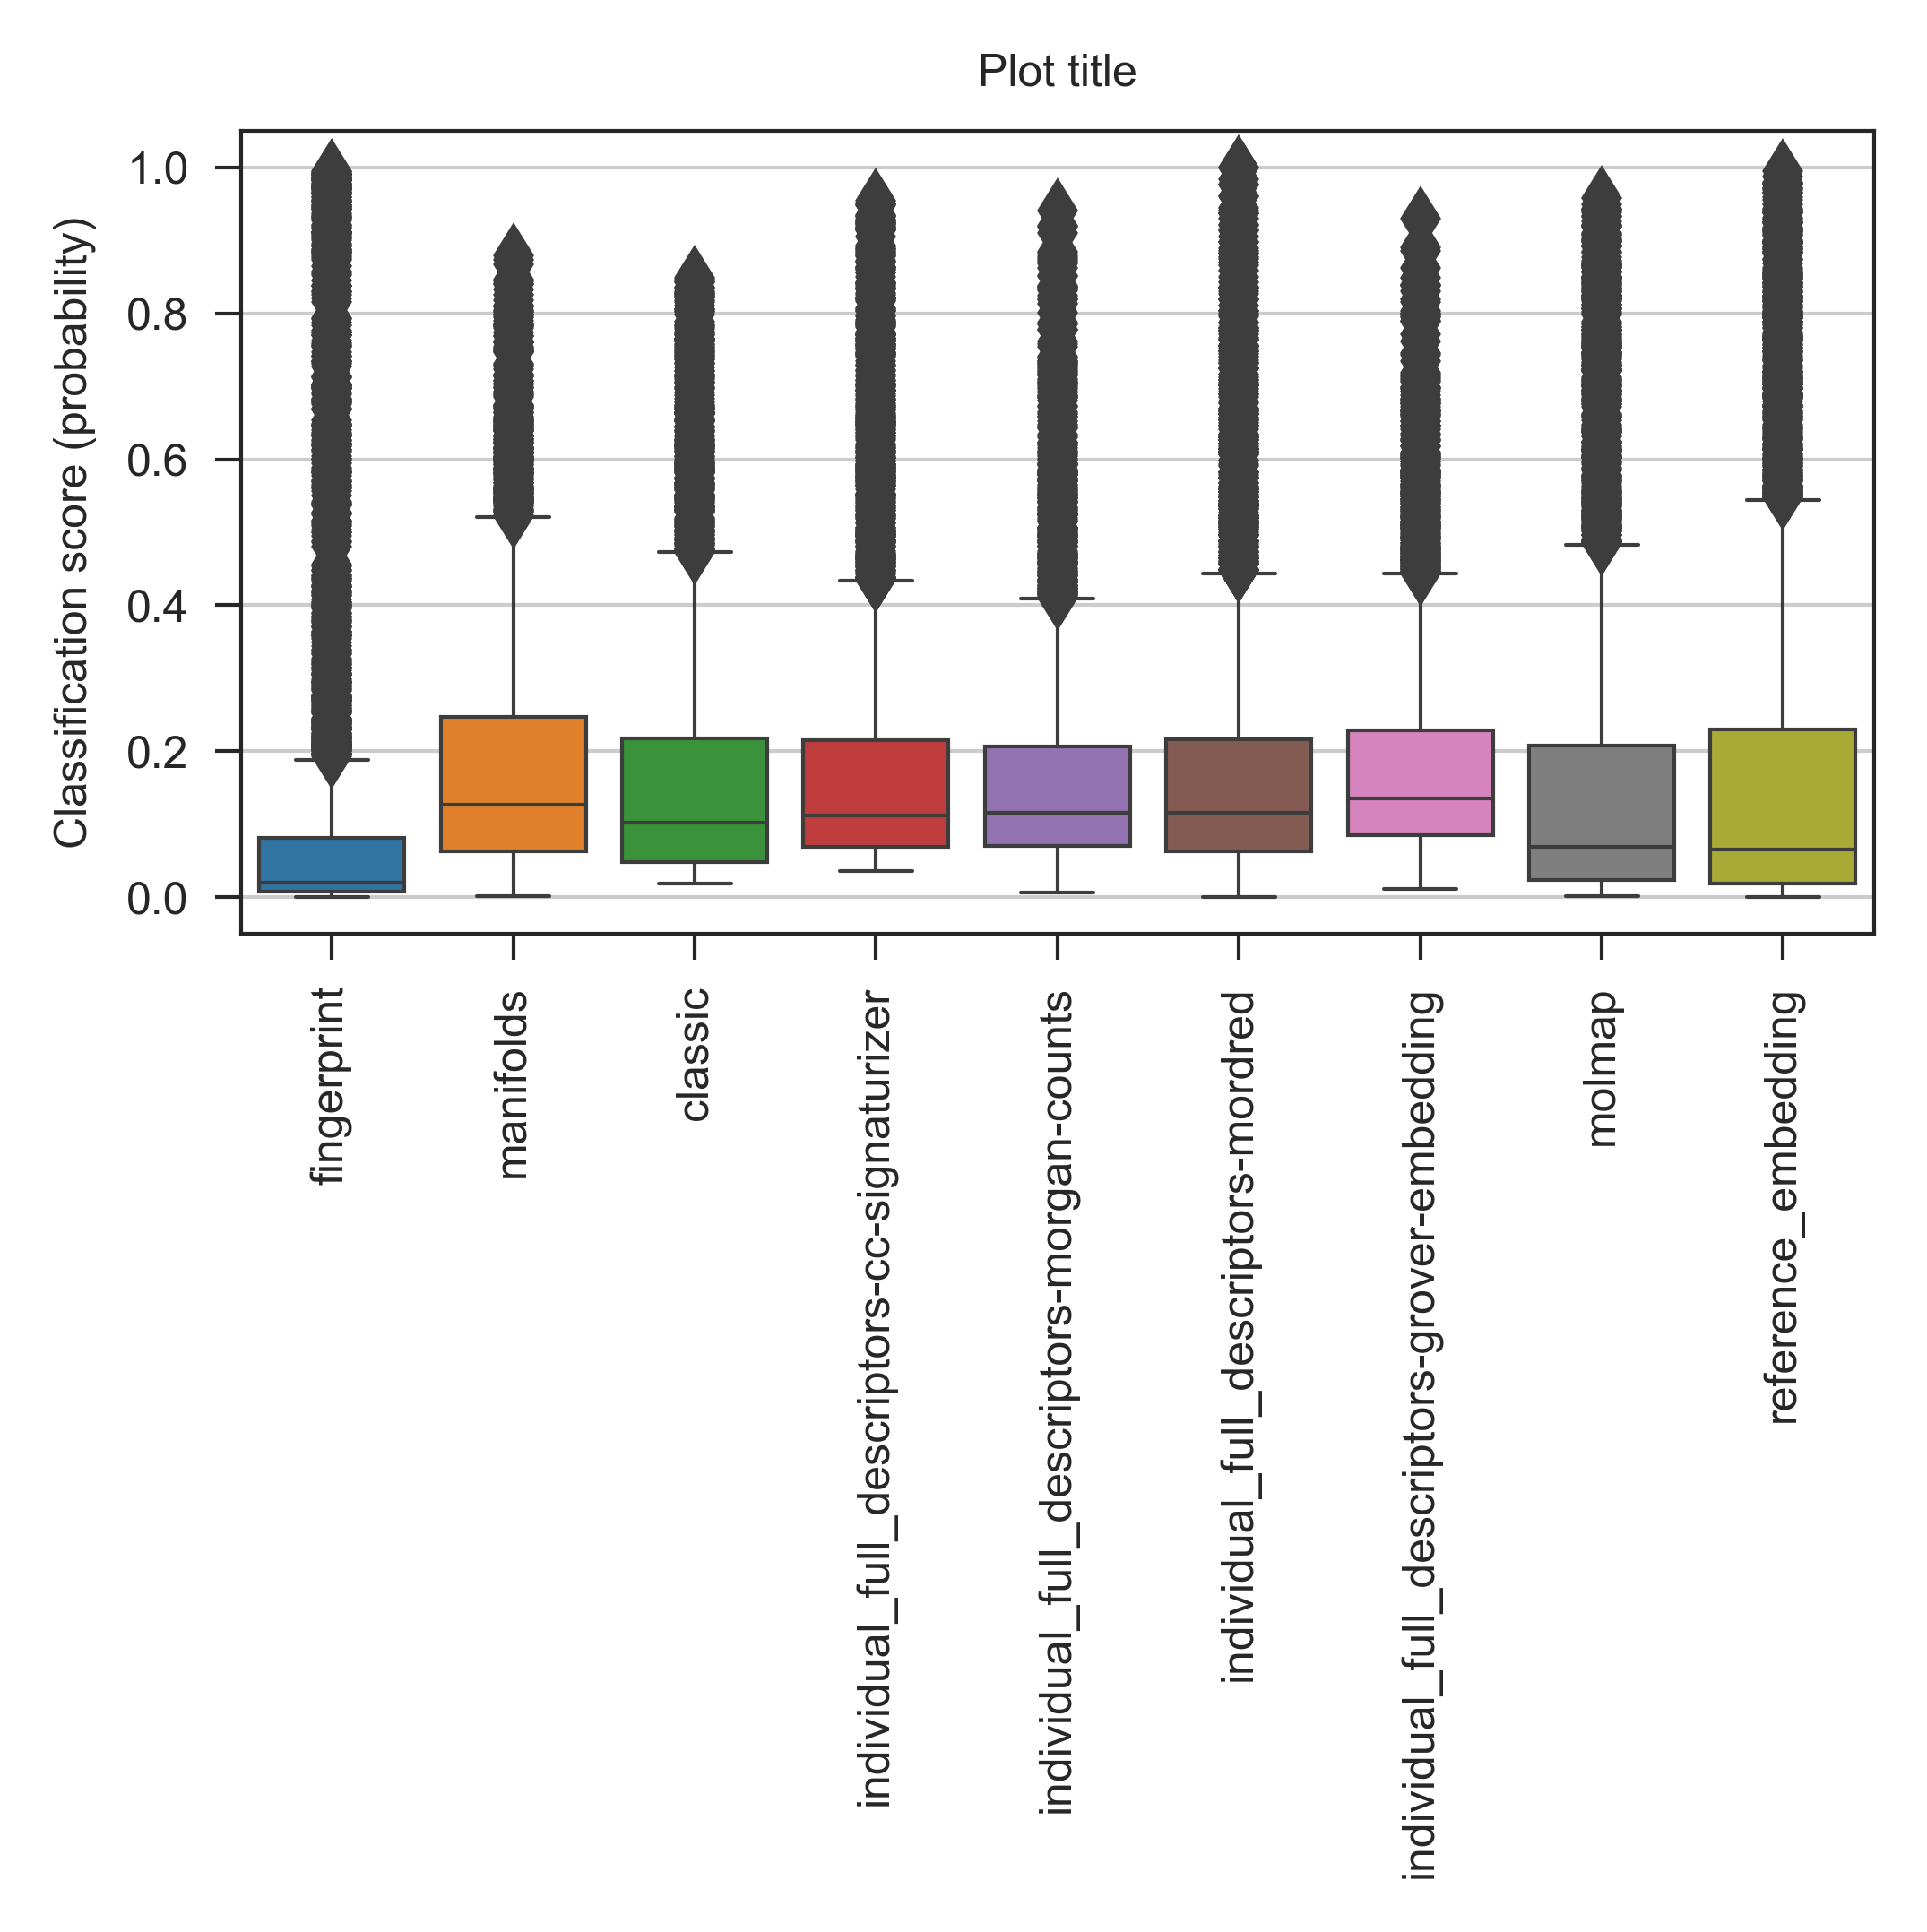 Plot title
Classification score (probability)
1.0
0.8
0.6
0.4
0.2
0.0
fingerprint
manifolds
classic
individual_full_descriptors-cc-signaturizer
individual_full_descriptors-morgan-counts
individual_full_descriptors-mordred
individual_full_descriptors-grover-embedding
molmap
reference_embedding